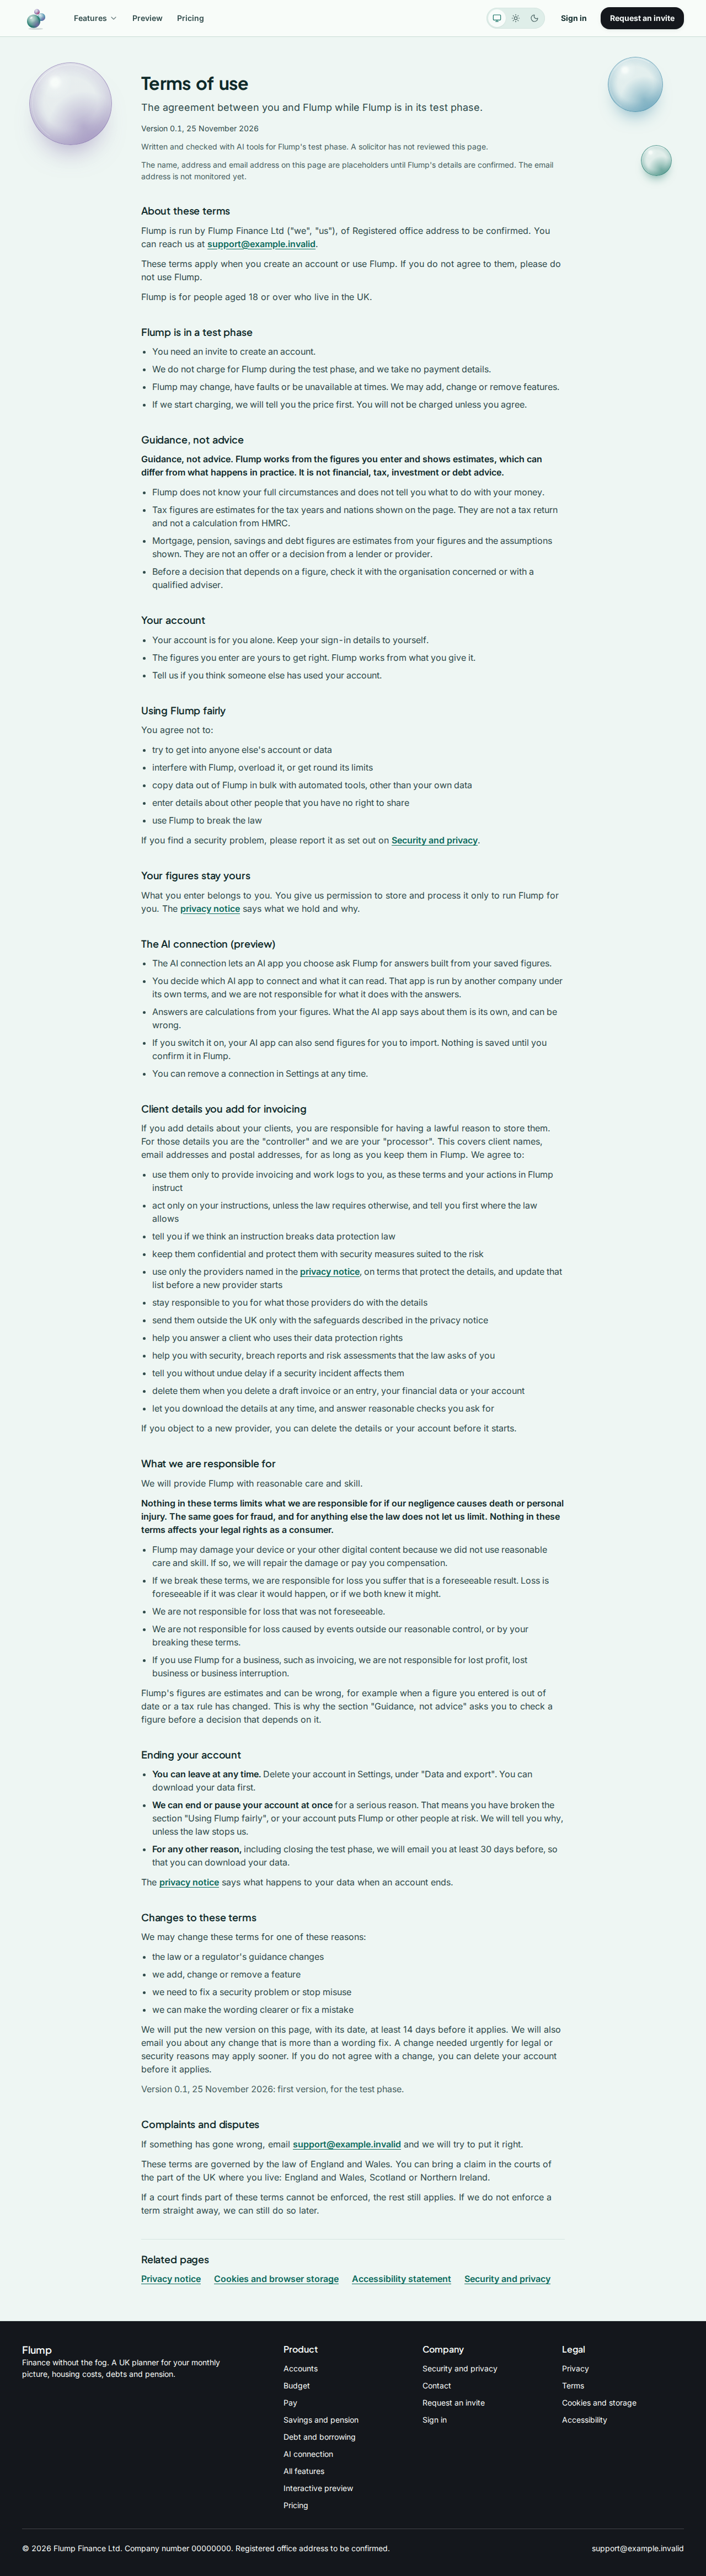 Features
Preview
Pricing
Sign in
Request an invite
Terms of use
The agreement between you and Flump while Flump is in its test phase.
Version 0.1, 25 November 2026
Written and checked with AI tools for Flump's test phase. A solicitor has not reviewed this page.
The name, address and email address on this page are placeholders until Flump's details are confirmed. The email
address is not monitored yet.
About these terms
Flump is run by Flump Finance Ltd ("we", "us"), of Registered office address to be confirmed. You
can reach us at support@example.invalid.
These terms apply when you create an account or use Flump. If you do not agree to them, please do
not use Flump.
Flump is for people aged 18 or over who live in the UK.
Flump is in a test phase
• You need an invite to create an account.
• We do not charge for Flump during the test phase, and we take no payment details.
• Flump may change, have faults or be unavailable at times. We may add, change or remove features.
• If we start charging, we will tell you the price first. You will not be charged unless you agree.
Guidance, not advice
Guidance, not advice. Flump works from the figures you enter and shows estimates, which can
differ from what happens in practice. It is not financial, tax, investment or debt advice.
• Flump does not know your full circumstances and does not tell you what to do with your money.
• Tax figures are estimates for the tax years and nations shown on the page. They are not a tax return
and not a calculation from HMRC.
• Mortgage, pension, savings and debt figures are estimates from your figures and the assumptions
shown. They are not an offer or a decision from a lender or provider.
• Before a decision that depends on a figure, check it with the organisation concerned or with a
qualified adviser.
Your account
• Your account is for you alone. Keep your sign-in details to yourself.
• The figures you enter are yours to get right. Flump works from what you give it.
• Tell us if you think someone else has used your account.
Using Flump fairly
You agree not to:
• try to get into anyone else's account or data
• interfere with Flump, overload it, or get round its limits
• copy data out of Flump in bulk with automated tools, other than your own data
• enter details about other people that you have no right to share
• use Flump to break the law
If you find a security problem, please report it as set out on Security and privacy.
Your figures stay yours
What you enter belongs to you. You give us permission to store and process it only to run Flump for
you. The privacy notice says what we hold and why.
The AI connection (preview)
• The AI connection lets an AI app you choose ask Flump for answers built from your saved figures.
• You decide which AI app to connect and what it can read. That app is run by another company under
its own terms, and we are not responsible for what it does with the answers.
• Answers are calculations from your figures. What the AI app says about them is its own, and can be
wrong.
• If you switch it on, your AI app can also send figures for you to import. Nothing is saved until you
confirm it in Flump.
• You can remove a connection in Settings at any time.
Client details you add for invoicing
If you add details about your clients, you are responsible for having a lawful reason to store them.
For those details you are the "controller" and we are your "processor". This covers client names,
email addresses and postal addresses, for as long as you keep them in Flump. We agree to:
• use them only to provide invoicing and work logs to you, as these terms and your actions in Flump
instruct
• act only on your instructions, unless the law requires otherwise, and tell you first where the law
allows
• tell you if we think an instruction breaks data protection law
• keep them confidential and protect them with security measures suited to the risk
• use only the providers named in the privacy notice, on terms that protect the details, and update that
list before a new provider starts
• stay responsible to you for what those providers do with the details
• send them outside the UK only with the safeguards described in the privacy notice
• help you answer a client who uses their data protection rights
• help you with security, breach reports and risk assessments that the law asks of you
• tell you without undue delay if a security incident affects them
• delete them when you delete a draft invoice or an entry, your financial data or your account
• let you download the details at any time, and answer reasonable checks you ask for
If you object to a new provider, you can delete the details or your account before it starts.
What we are responsible for
We will provide Flump with reasonable care and skill.
Nothing in these terms limits what we are responsible for if our negligence causes death or personal
injury. The same goes for fraud, and for anything else the law does not let us limit. Nothing in these
terms affects your legal rights as a consumer.
• Flump may damage your device or your other digital content because we did not use reasonable
care and skill. If so, we will repair the damage or pay you compensation.
• If we break these terms, we are responsible for loss you suffer that is a foreseeable result. Loss is
foreseeable if it was clear it would happen, or if we both knew it might.
• We are not responsible for loss that was not foreseeable.
• We are not responsible for loss caused by events outside our reasonable control, or by your
breaking these terms.
• If you use Flump for a business, such as invoicing, we are not responsible for lost profit, lost
business or business interruption.
Flump's figures are estimates and can be wrong, for example when a figure you entered is out of
date or a tax rule has changed. This is why the section "Guidance, not advice" asks you to check a
figure before a decision that depends on it.
Ending your account
• You can leave at any time. Delete your account in Settings, under "Data and export". You can
download your data first.
• We can end or pause your account at once for a serious reason. That means you have broken the
section "Using Flump fairly", or your account puts Flump or other people at risk. We will tell you why,
unless the law stops us.
• For any other reason, including closing the test phase, we will email you at least 30 days before, so
that you can download your data.
The privacy notice says what happens to your data when an account ends.
Changes to these terms
We may change these terms for one of these reasons:
• the law or a regulator's guidance changes
• we add, change or remove a feature
• we need to fix a security problem or stop misuse
• we can make the wording clearer or fix a mistake
We will put the new version on this page, with its date, at least 14 days before it applies. We will also
email you about any change that is more than a wording fix. A change needed urgently for legal or
security reasons may apply sooner. If you do not agree with a change, you can delete your account
before it applies.
Version 0.1, 25 November 2026: first version, for the test phase.
Complaints and disputes
If something has gone wrong, email support@example.invalid and we will try to put it right.
These terms are governed by the law of England and Wales. You can bring a claim in the courts of
the part of the UK where you live: England and Wales, Scotland or Northern Ireland.
If a court finds part of these terms cannot be enforced, the rest still applies. If we do not enforce a
term straight away, we can still do so later.
Related pages
Privacy notice
Cookies and browser storage
Accessibility statement
Security and privacy
Flump
Finance without the fog. A UK planner for your monthly
picture, housing costs, debts and pension.
Product
Accounts
Budget
Pay
Savings and pension
Debt and borrowing
AI connection
All features
Interactive preview
Pricing
Company
Security and privacy
Contact
Request an invite
Sign in
Legal
Privacy
Terms
Cookies and storage
Accessibility
© 2026 Flump Finance Ltd. Company number 00000000. Registered office address to be confirmed.
support@example.invalid